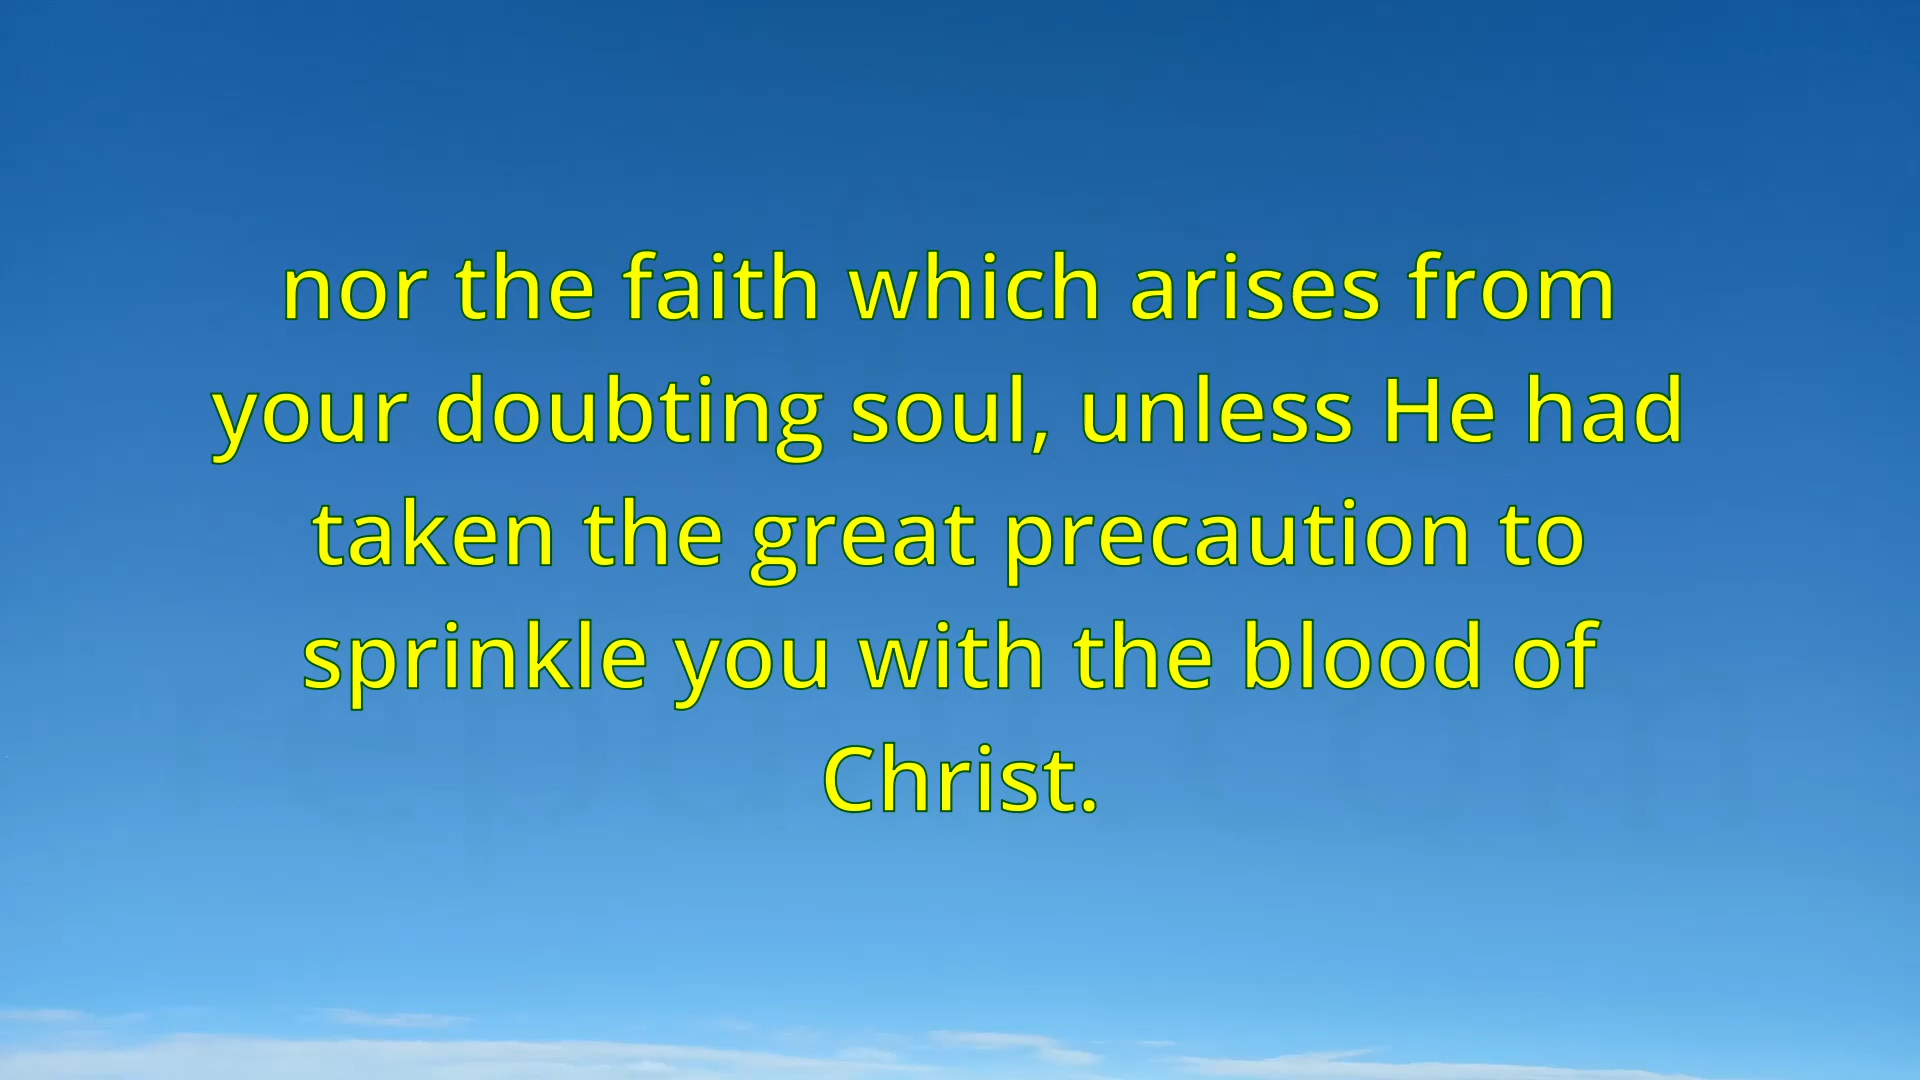 nor the faith which arises from
your doubting soul, unless He had
taken the great precaution to
sprinkle you with the blood of
Christ.